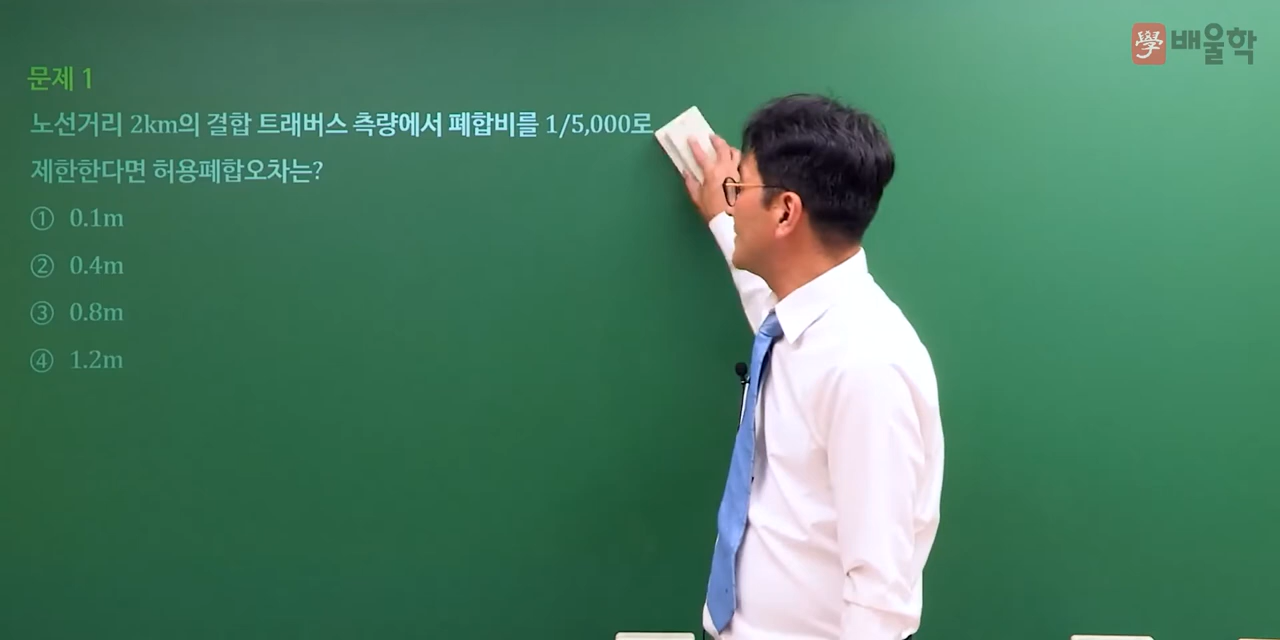 學 배울학
문제 1
노선거리 2km의 결합 트래버스 측량에서 폐합비를 1/5,000로
제한한다면 허용폐합오차는?
① 0.1m
② 0.4m
③ 0.8m
④ 1.2m